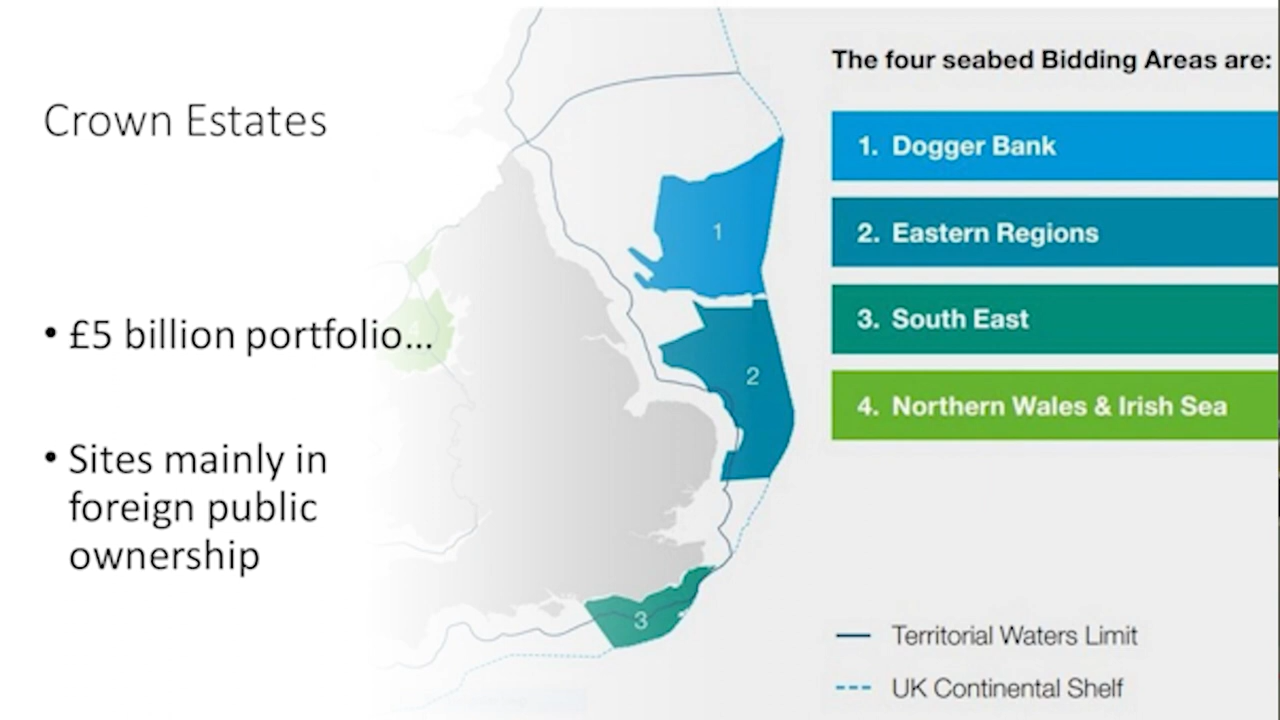 Crown Estates
• £5 billion portfolio...
• Sites mainly in
foreign public
ownership
The four seabed Bidding Areas are:
1. Dogger Bank
2. Eastern Regions
3. South East
4. Northern Wales & Irish Sea
1
2
3
4
Territorial Waters Limit
UK Continental Shelf